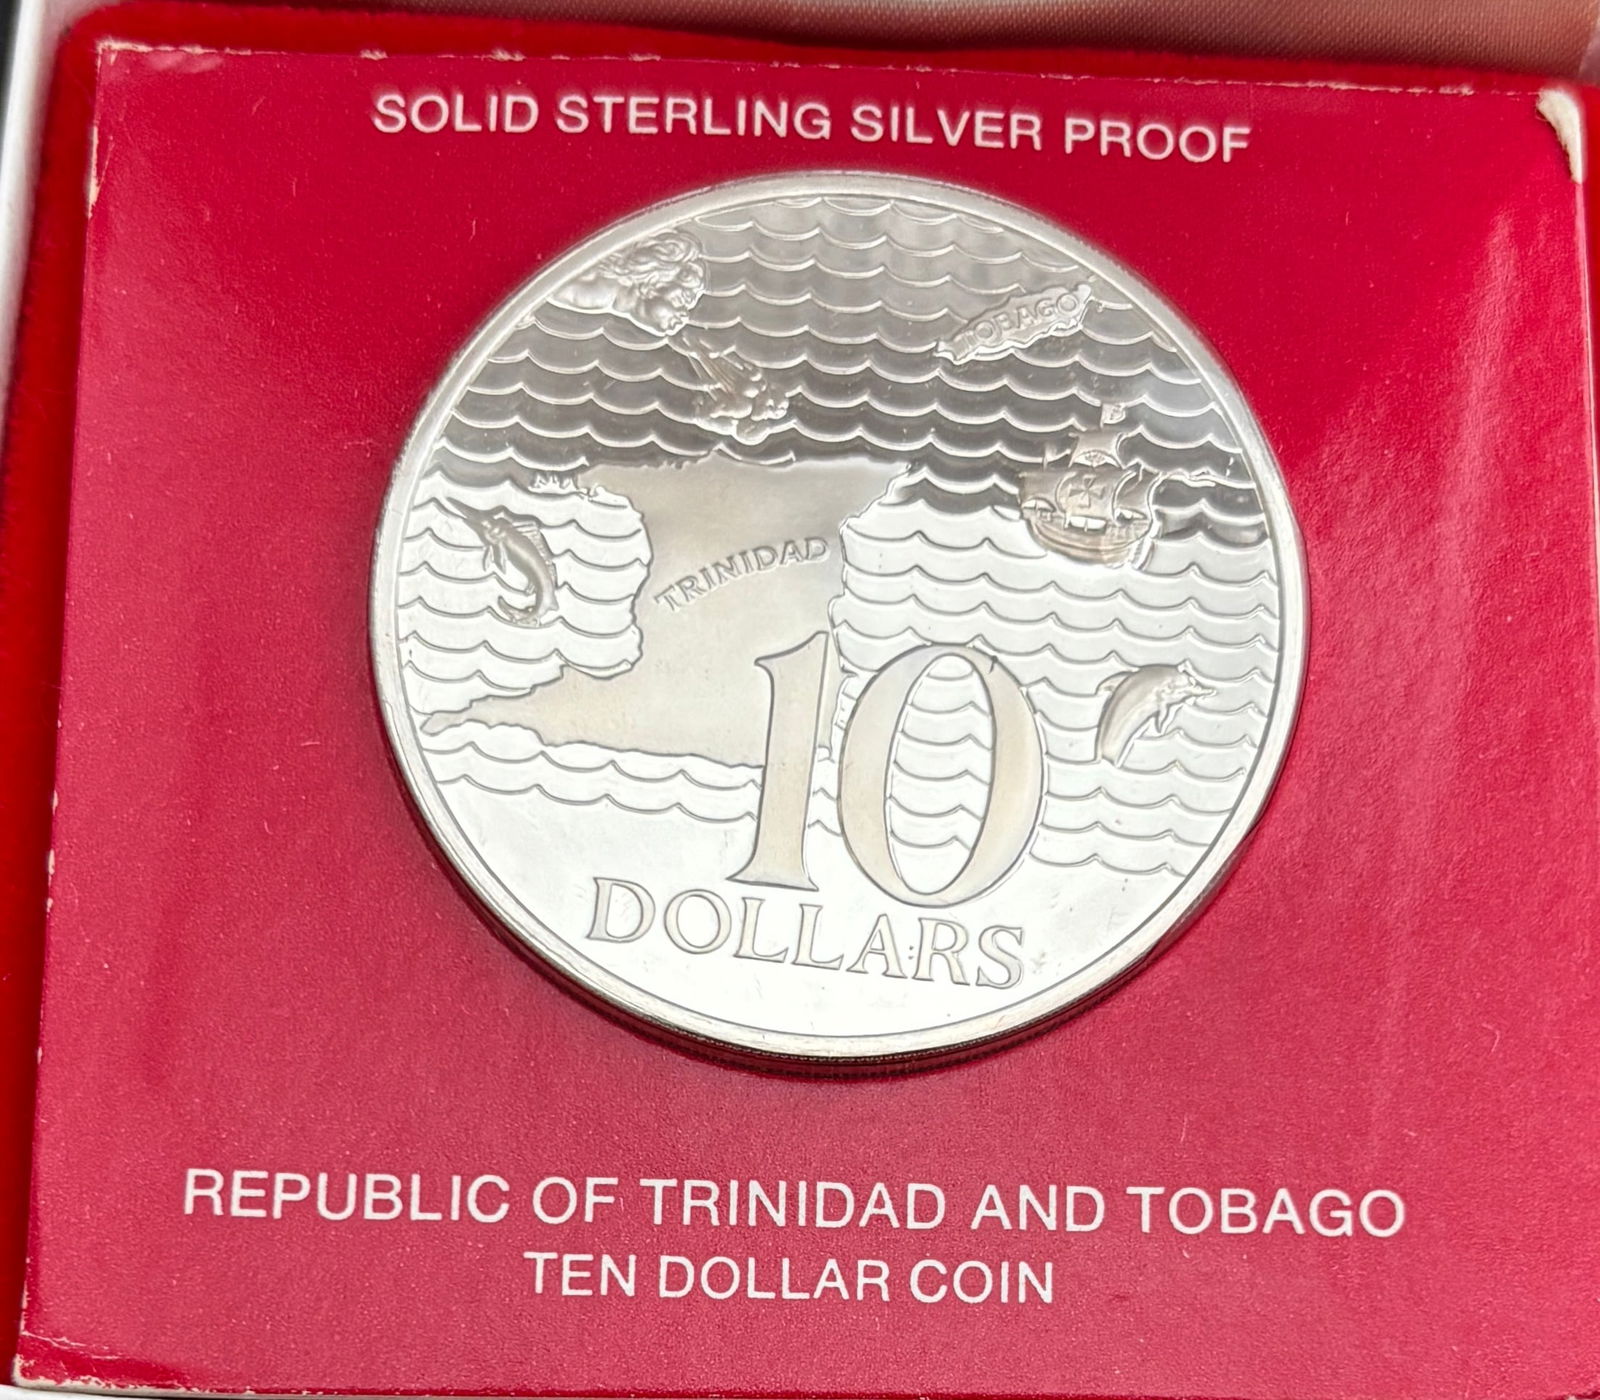 SOLID STERLING SILVER PROOF
TOBAGO
TRINIDAD
10
DOLLARS
REPUBLIC OF TRINIDAD AND TOBAGO
TEN DOLLAR COIN